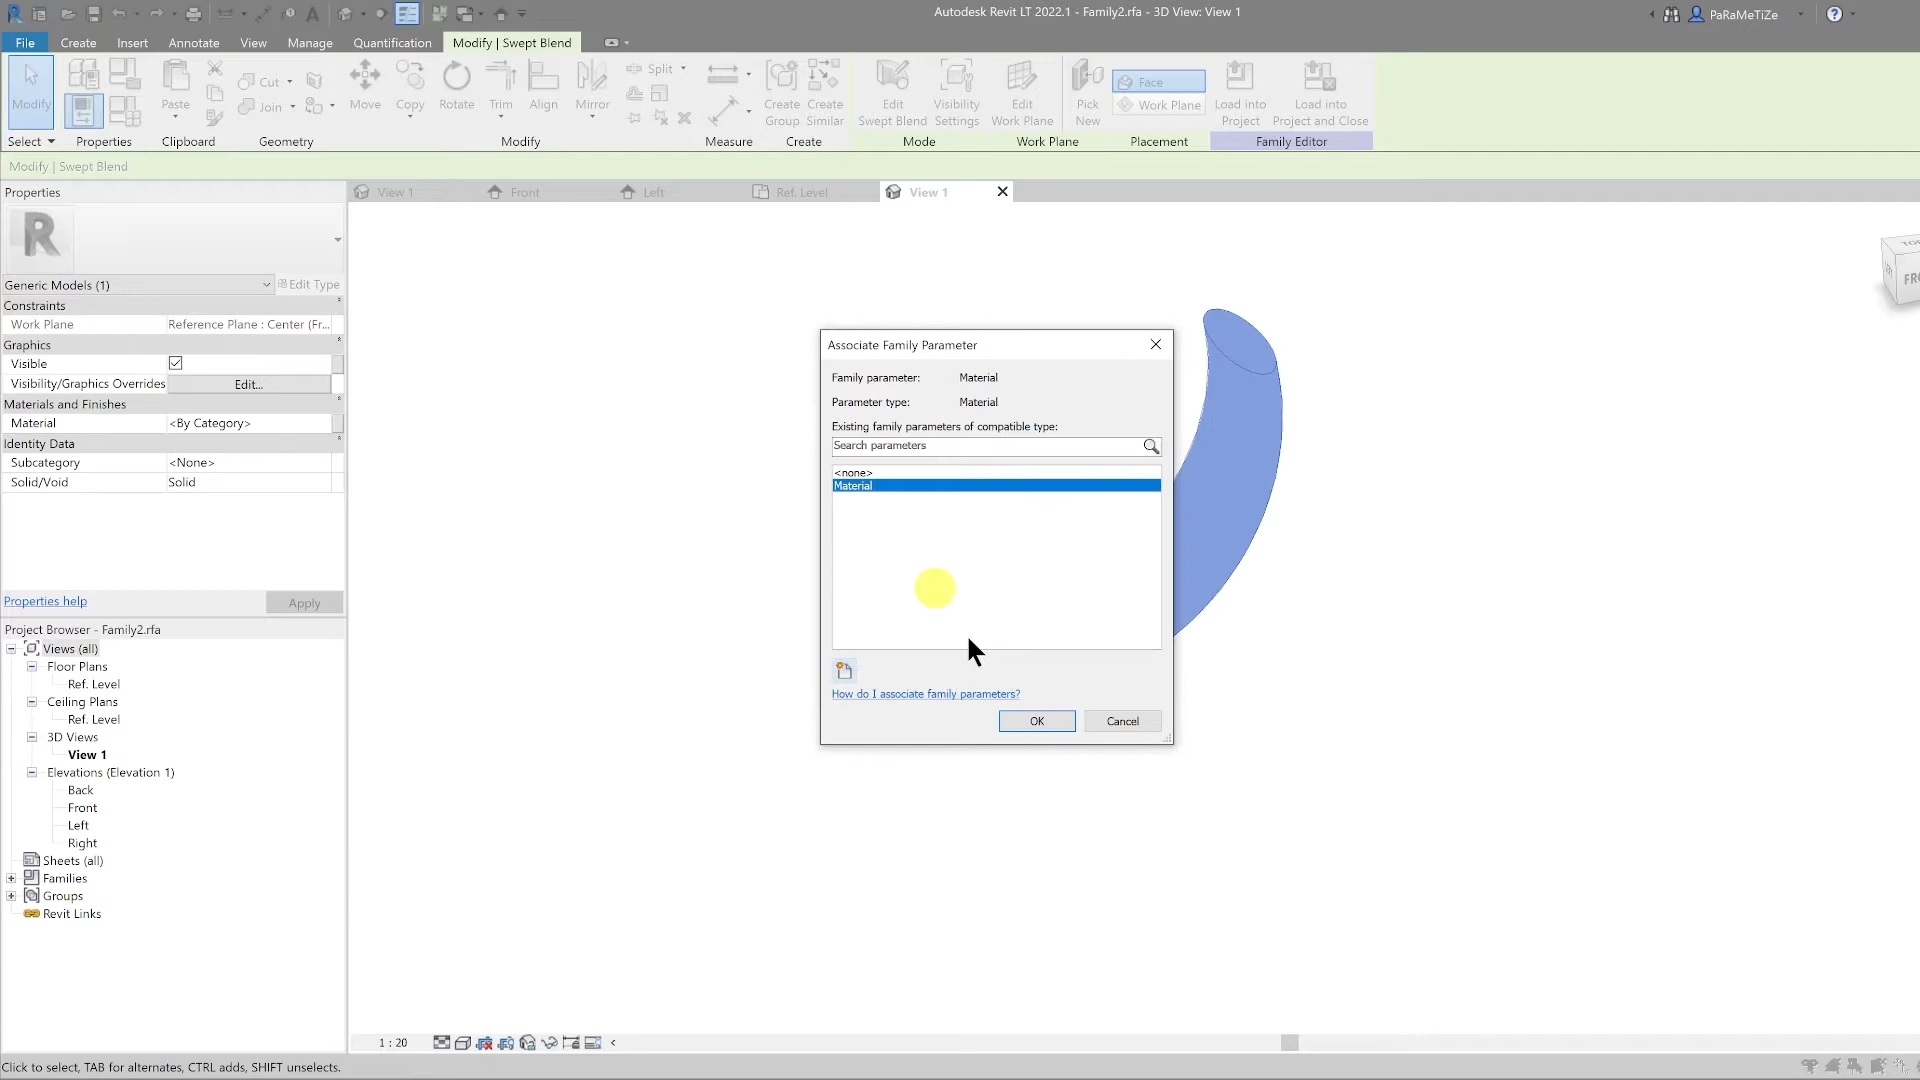 Autodesk Revit LT 2022.1 - Family2.rfa - 3D View: View 1
PaRaMeTiZe
File
Create
Insert
Annotate
View
Manage
Quantification
Modify | Swept Blend
Modify
Paste
Cut
Join
Move
Copy
Rotate
Trim
Align
Mirror
Split
Create Group
Create Similar
Edit Swept Blend
Visibility Settings
Edit Work Plane
Pick New
Face
Work Plane
Load into Project
Load into Project and Close
Select
Properties
Clipboard
Geometry
Modify
Measure
Create
Mode
Work Plane
Placement
Family Editor
Modify | Swept Blend
Properties
View 1
Front
Left
Ref. Level
View 1
Generic Models (1)
Edit Type
Constraints
Work Plane Reference Plane : Center (Fr...
Graphics
Visible
Visibility/Graphics Overrides Edit...
Materials and Finishes
Material <By Category>
Identity Data
Subcategory <None>
Solid/Void Solid
Properties help
Apply
Project Browser - Family2.rfa
Views (all)
Floor Plans
Ref. Level
Ceiling Plans
Ref. Level
3D Views
View 1
Elevations (Elevation 1)
Back
Front
Left
Right
Sheets (all)
Families
Groups
Revit Links
Associate Family Parameter
Family parameter: Material
Parameter type: Material
Existing family parameters of compatible type:
Search parameters
<none>
Material
How do I associate family parameters?
OK
Cancel
1 : 20
Click to select, TAB for alternates, CTRL adds, SHIFT unselects.